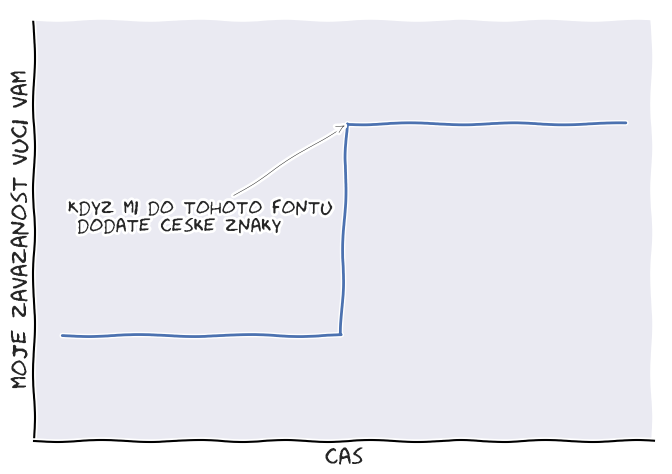 MOJE ZAVAZANOST VUCI VAM
KDYZ MI DO TOHOTO FONTU
DODATE CESKE ZNAKY
CAS